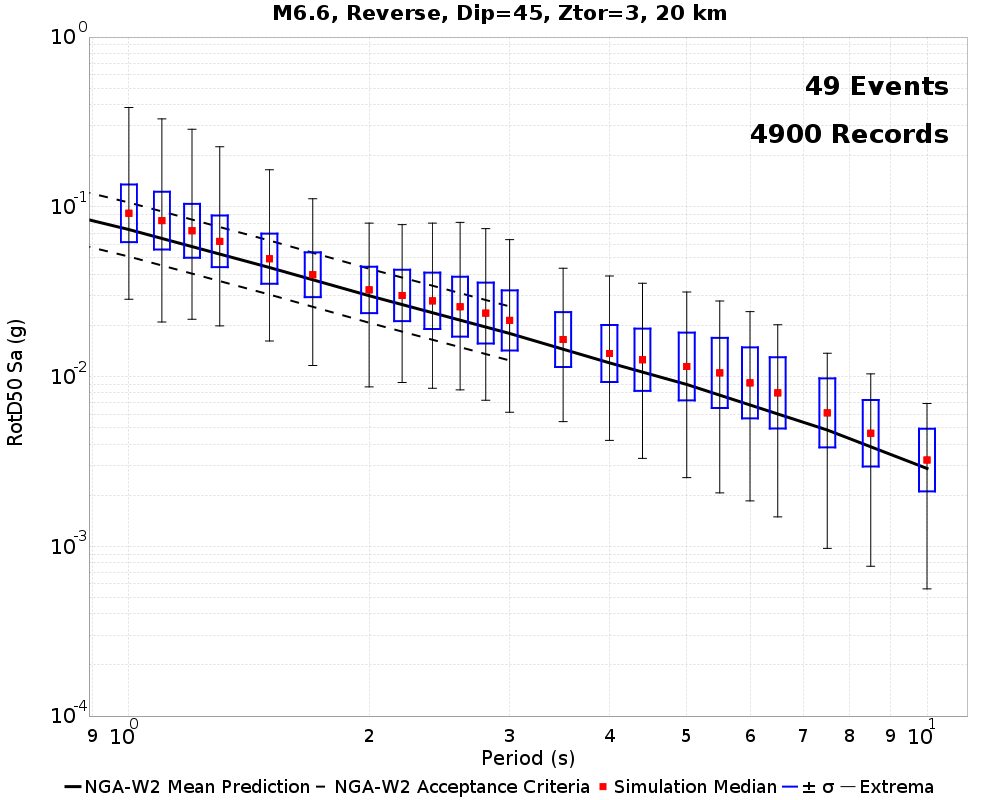 M6.6, Reverse, Dip=45, Ztor=3, 20 km
49 Events
4900 Records
RotD50 Sa (g)
10^0
10^-1
10^-2
10^-3
10^-4
9 10^0 2 3 4 5 6 7 8 9 10^1
Period (s)
NGA-W2 Mean Prediction NGA-W2 Acceptance Criteria Simulation Median ± σ Extrema